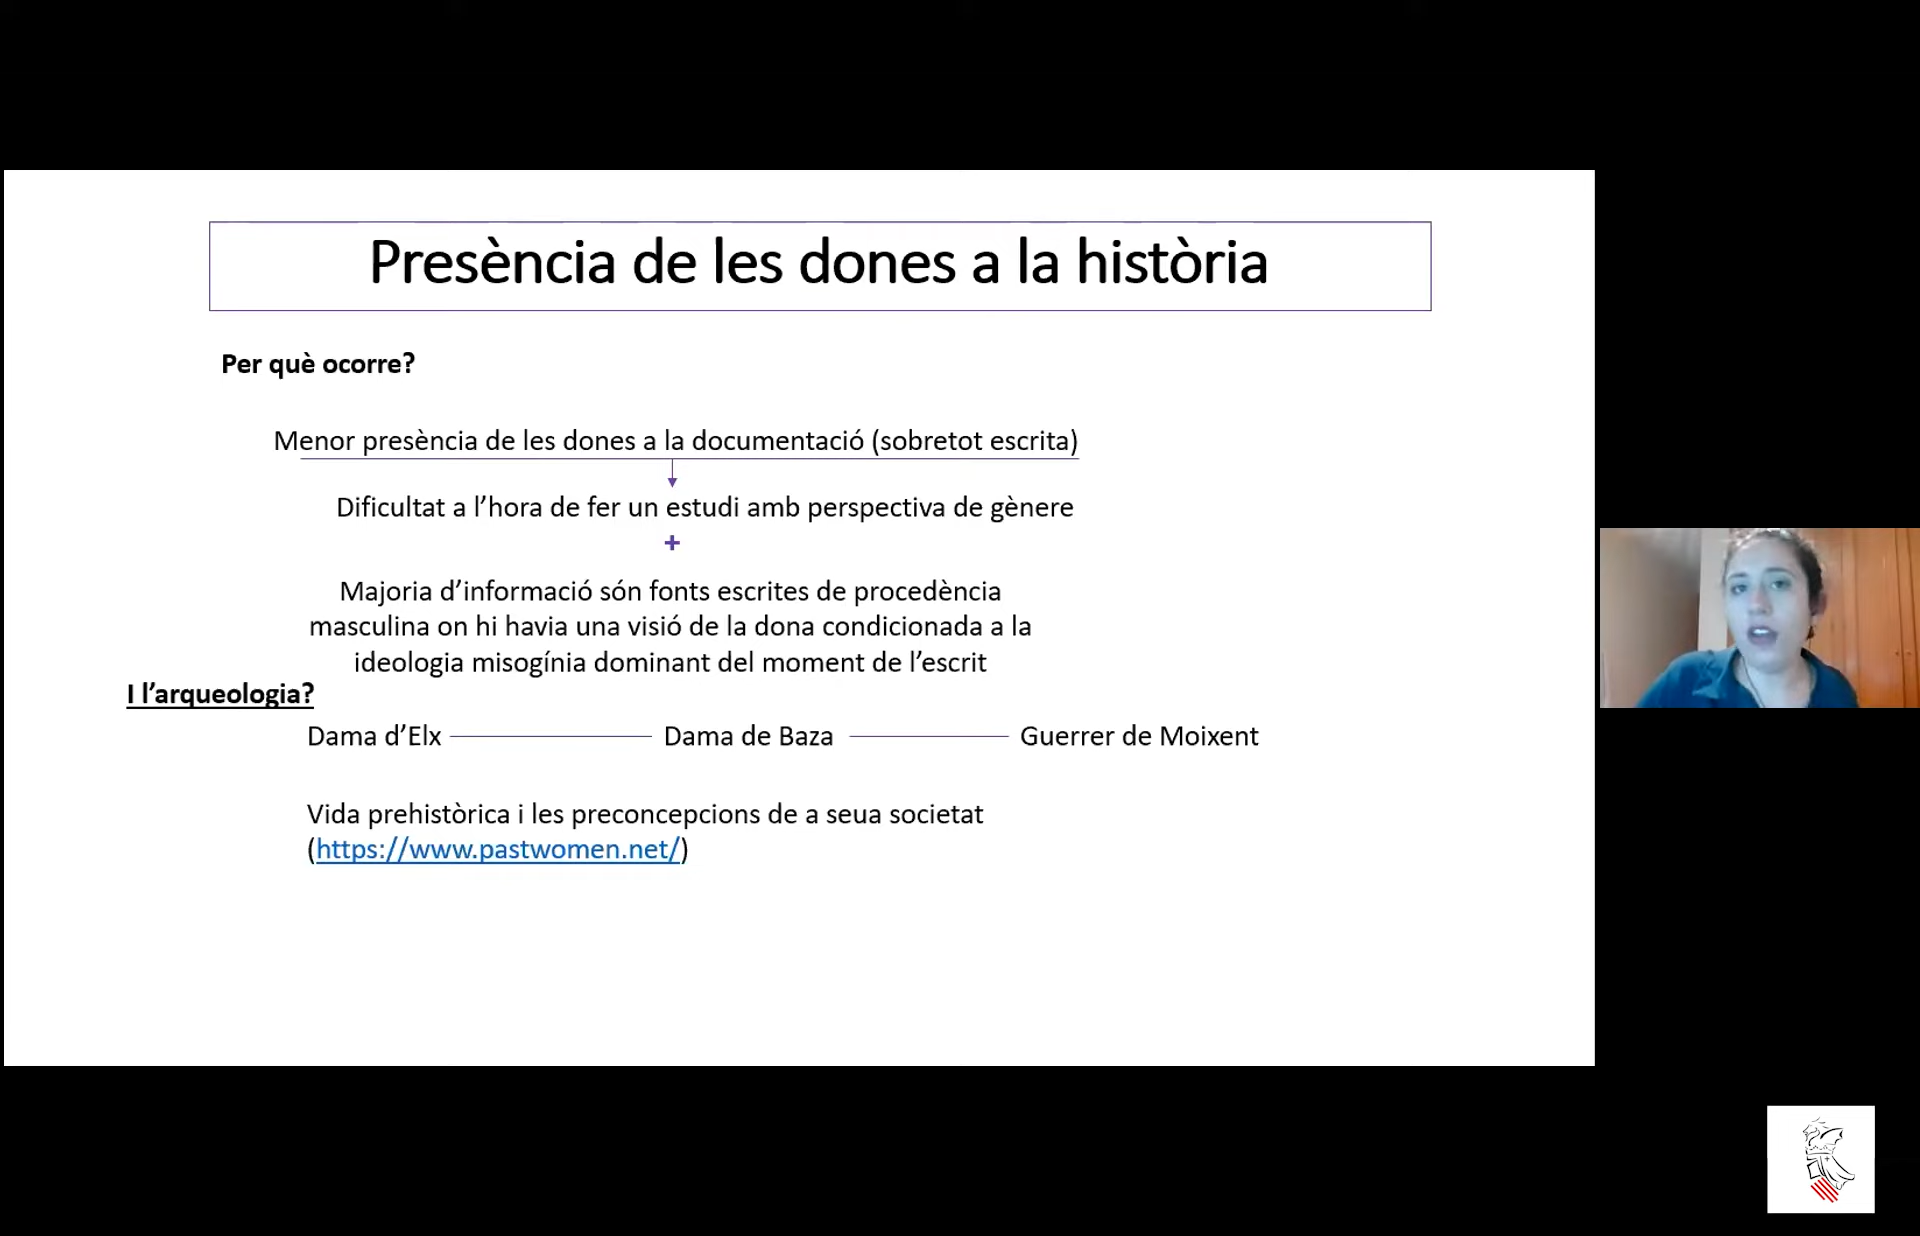 Presència de les dones a la història
Per què ocorre?
Menor presència de les dones a la documentació (sobretot escrita)
Dificultat a l’hora de fer un estudi amb perspectiva de gènere
+
Majoria d’informació són fonts escrites de procedència
masculina on hi havia una visió de la dona condicionada a la
ideologia misogínia dominant del moment de l’escrit
I l’arqueologia?
Dama d’Elx Dama de Baza Guerrer de Moixent
Vida prehistòrica i les preconcepcions de a seua societat
(https://www.pastwomen.net/)